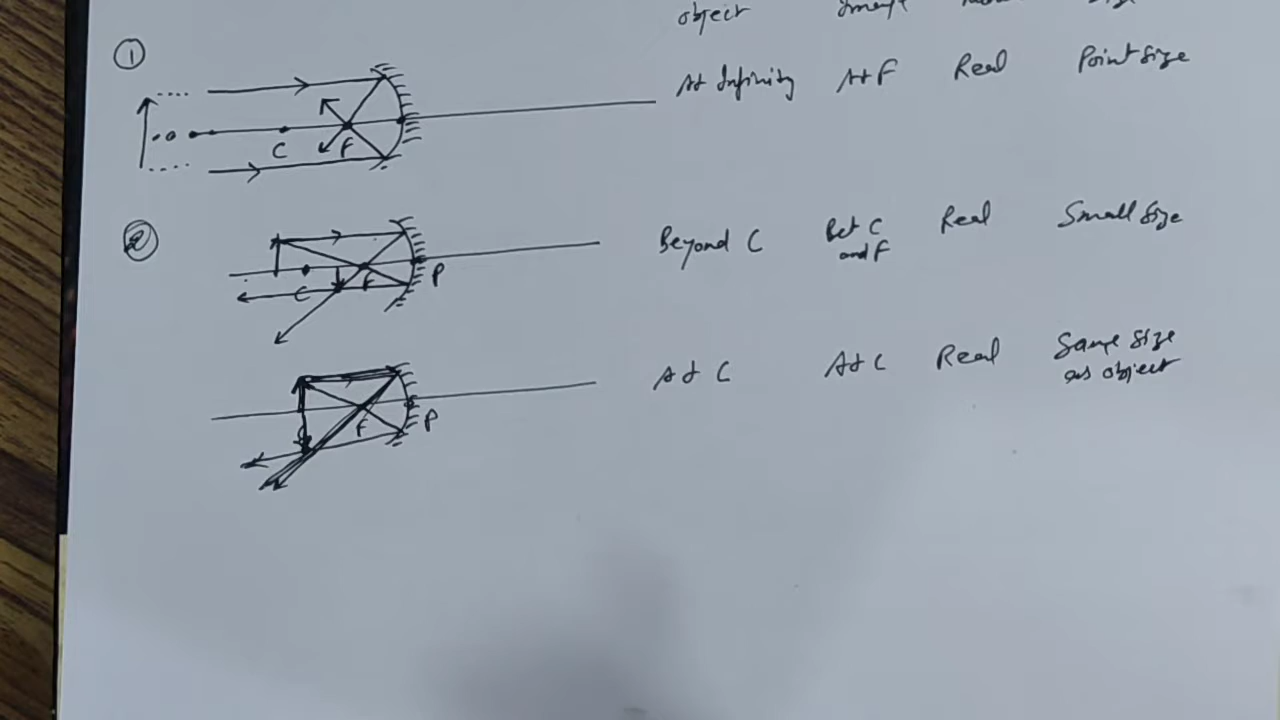 object Image
①
At Infinity At F Real Point size
C F
②
Beyond C Bet C Real Small size
and F
C F P
At C At C Real Same size
as object
C F P